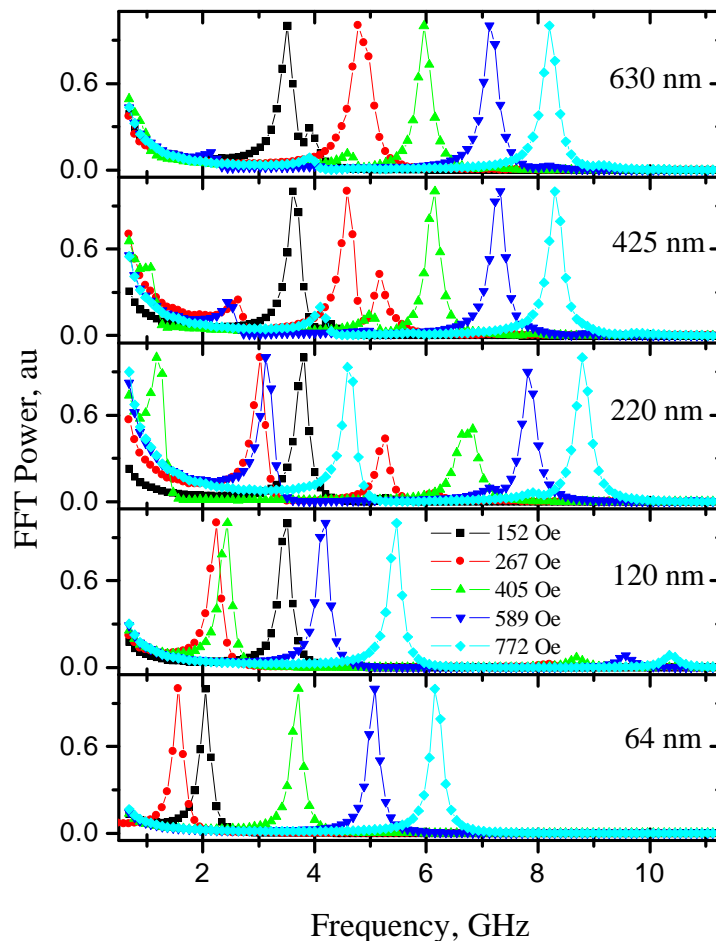 630 nm
0.6
0.0
425 nm
0.6
0.0
220 nm
0.6
0.0
FFT Power, au
152 Oe
267 Oe
405 Oe
589 Oe
772 Oe
120 nm
0.6
0.0
64 nm
0.6
0.0
2 4 6 8 10
Frequency, GHz